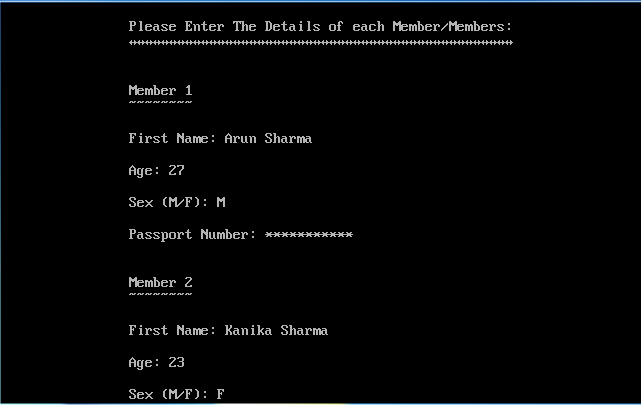 Please Enter The Details of each Member/Members:
************************************************
Member 1
~~~~~~~~
First Name: Arun Sharma
Age: 27
Sex (M/F): M
Passport Number: ***********
Member 2
~~~~~~~~
First Name: Kanika Sharma
Age: 23
Sex (M/F): F